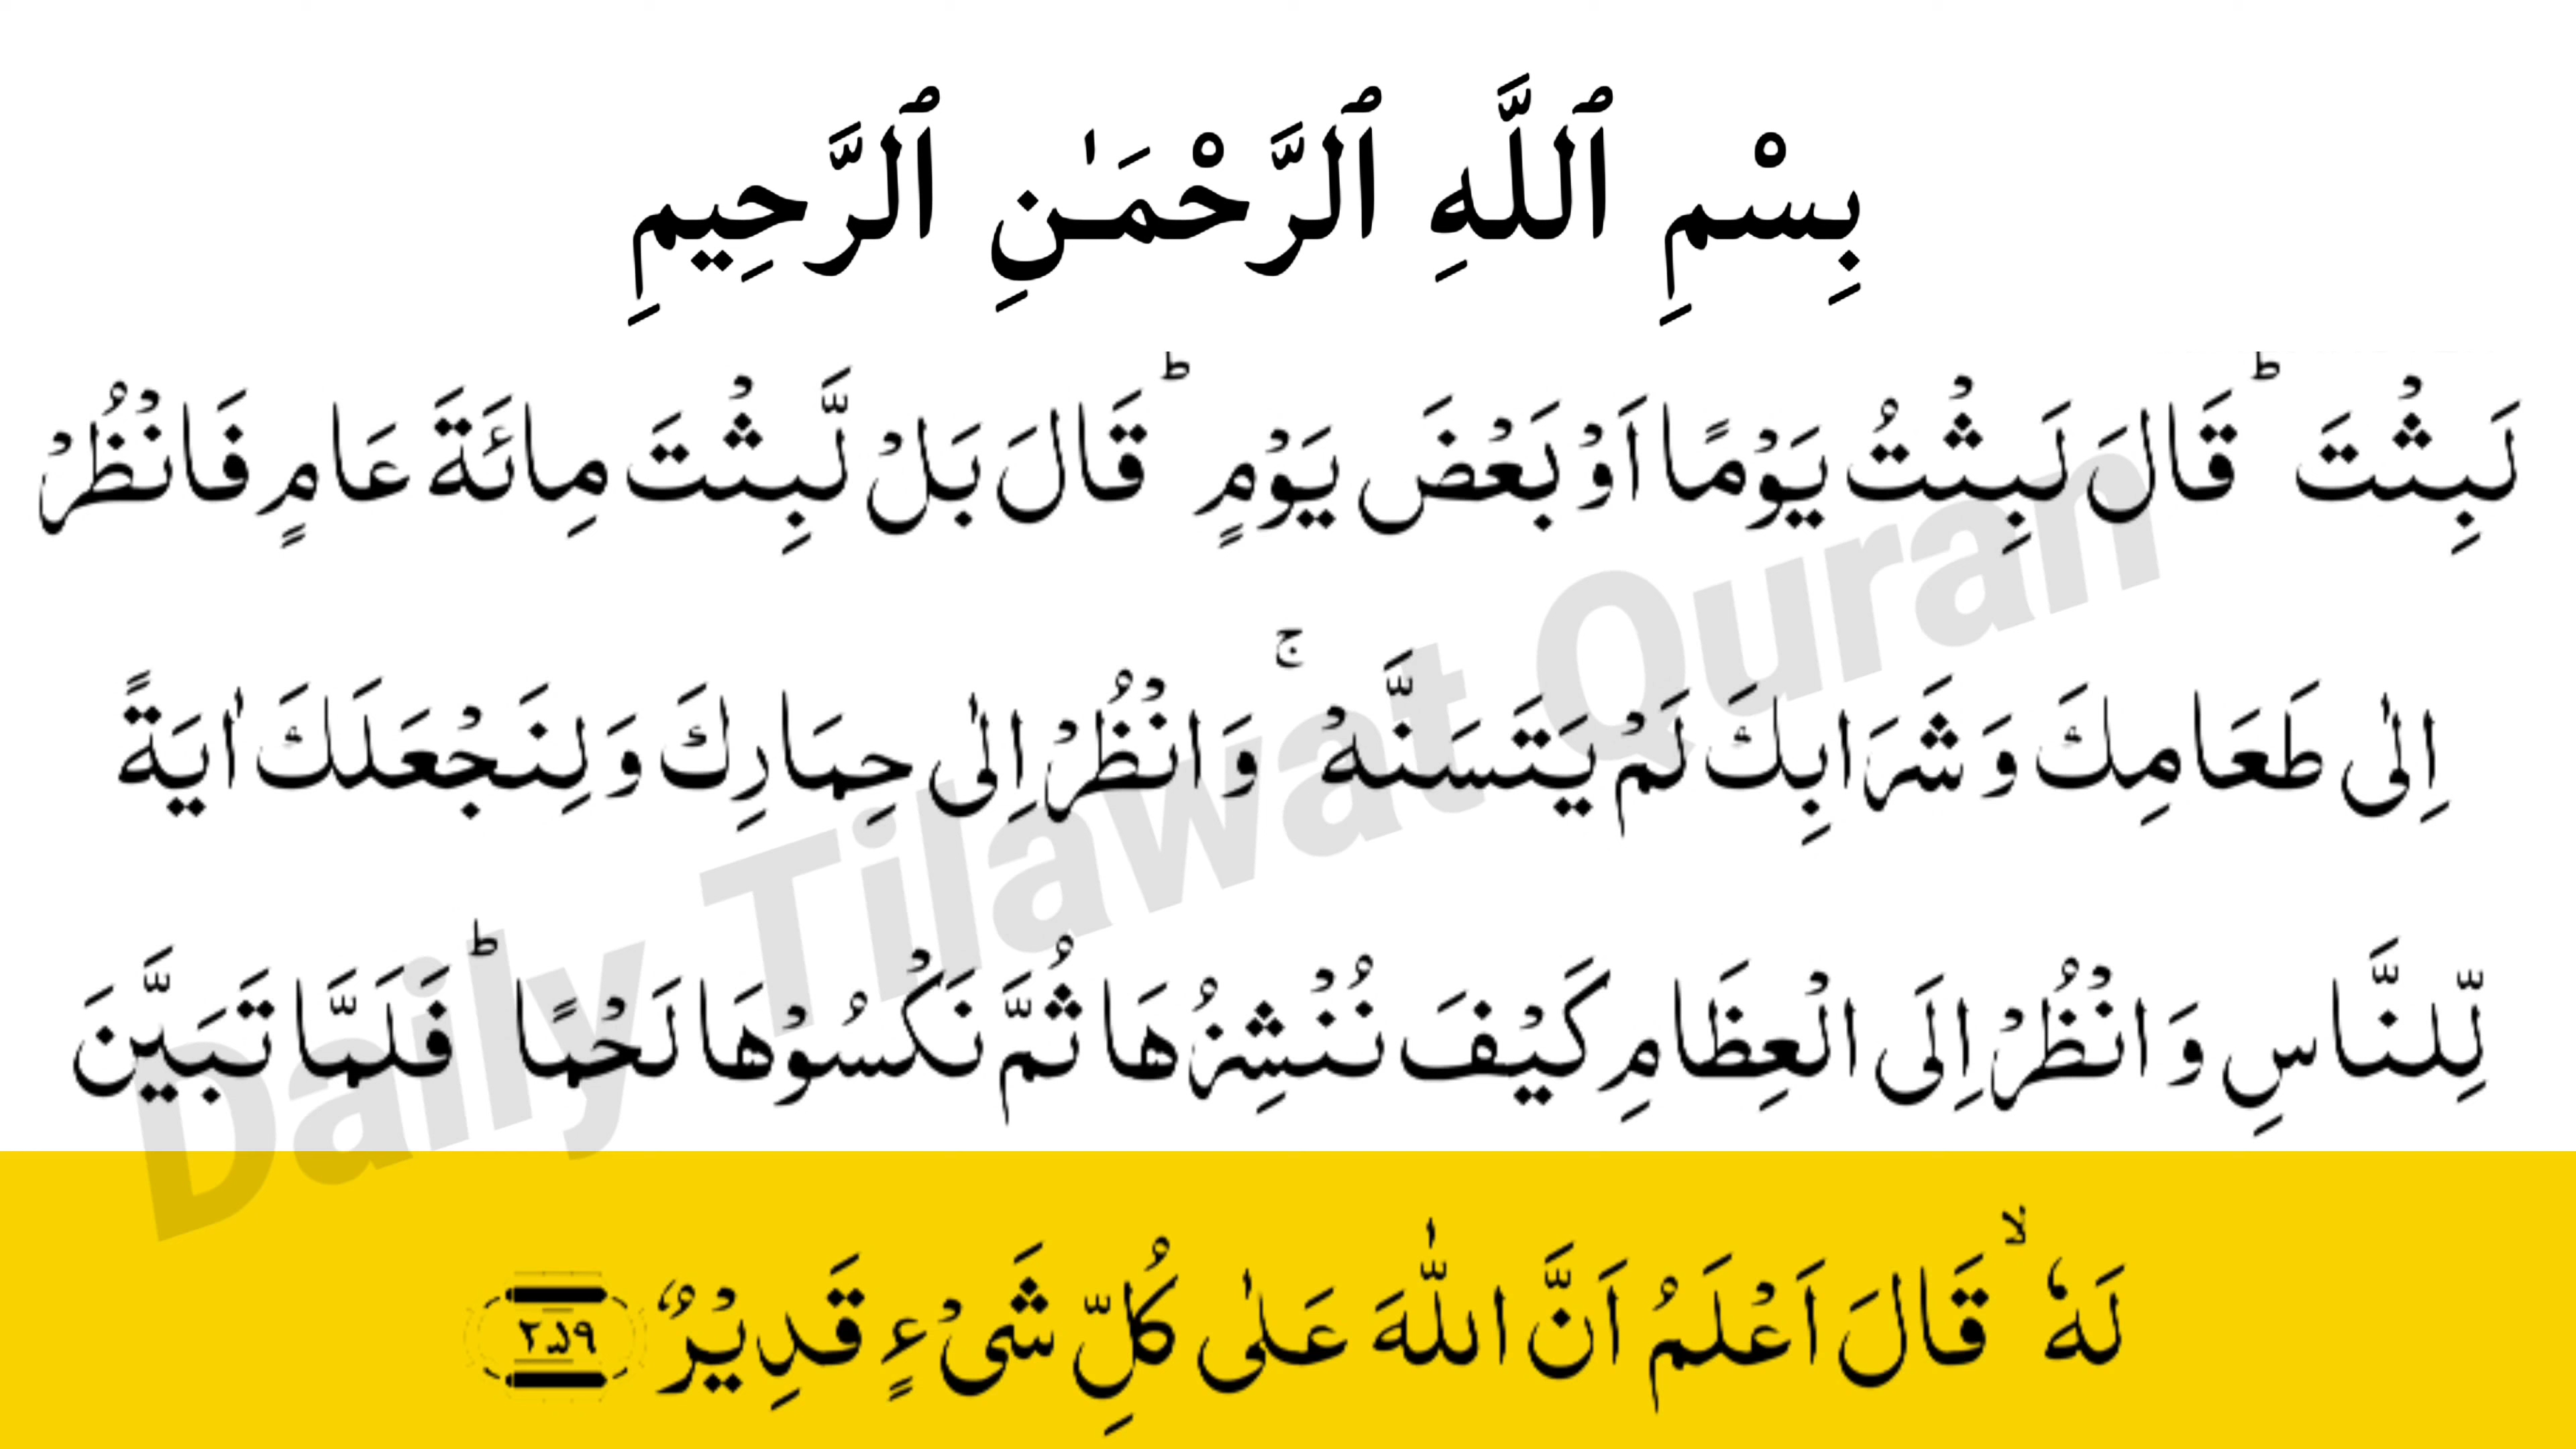 بِسْمِ ٱللَّهِ ٱلرَّحْمَـٰنِ ٱلرَّحِيمِ
لَبِثْتَ ؕ قَالَ لَبِثْتُ يَوْمًا اَوْ بَعْضَ يَوْمٍ ؕ قَالَ بَلْ لَّبِثْتَ مِائَةَ عَامٍ فَانْظُرْ
اِلٰى طَعَامِكَ وَ شَرَابِكَ لَمْ يَتَسَنَّهْ ۚ وَ انْظُرْ اِلٰى حِمَارِكَ وَ لِنَجْعَلَكَ اٰيَةً
لِّلنَّاسِ وَ انْظُرْ اِلَى الْعِظَامِ كَيْفَ نُنْشِزُهَا ثُمَّ نَكْسُوْهَا لَحْمًا ؕ فَلَمَّا تَبَيَّنَ
لَهٗ ۙ قَالَ اَعْلَمُ اَنَّ اللّٰهَ عَلٰى كُلِّ شَىْءٍ قَدِيْرٌ ۲۵۹
Daily Tilawat Quran